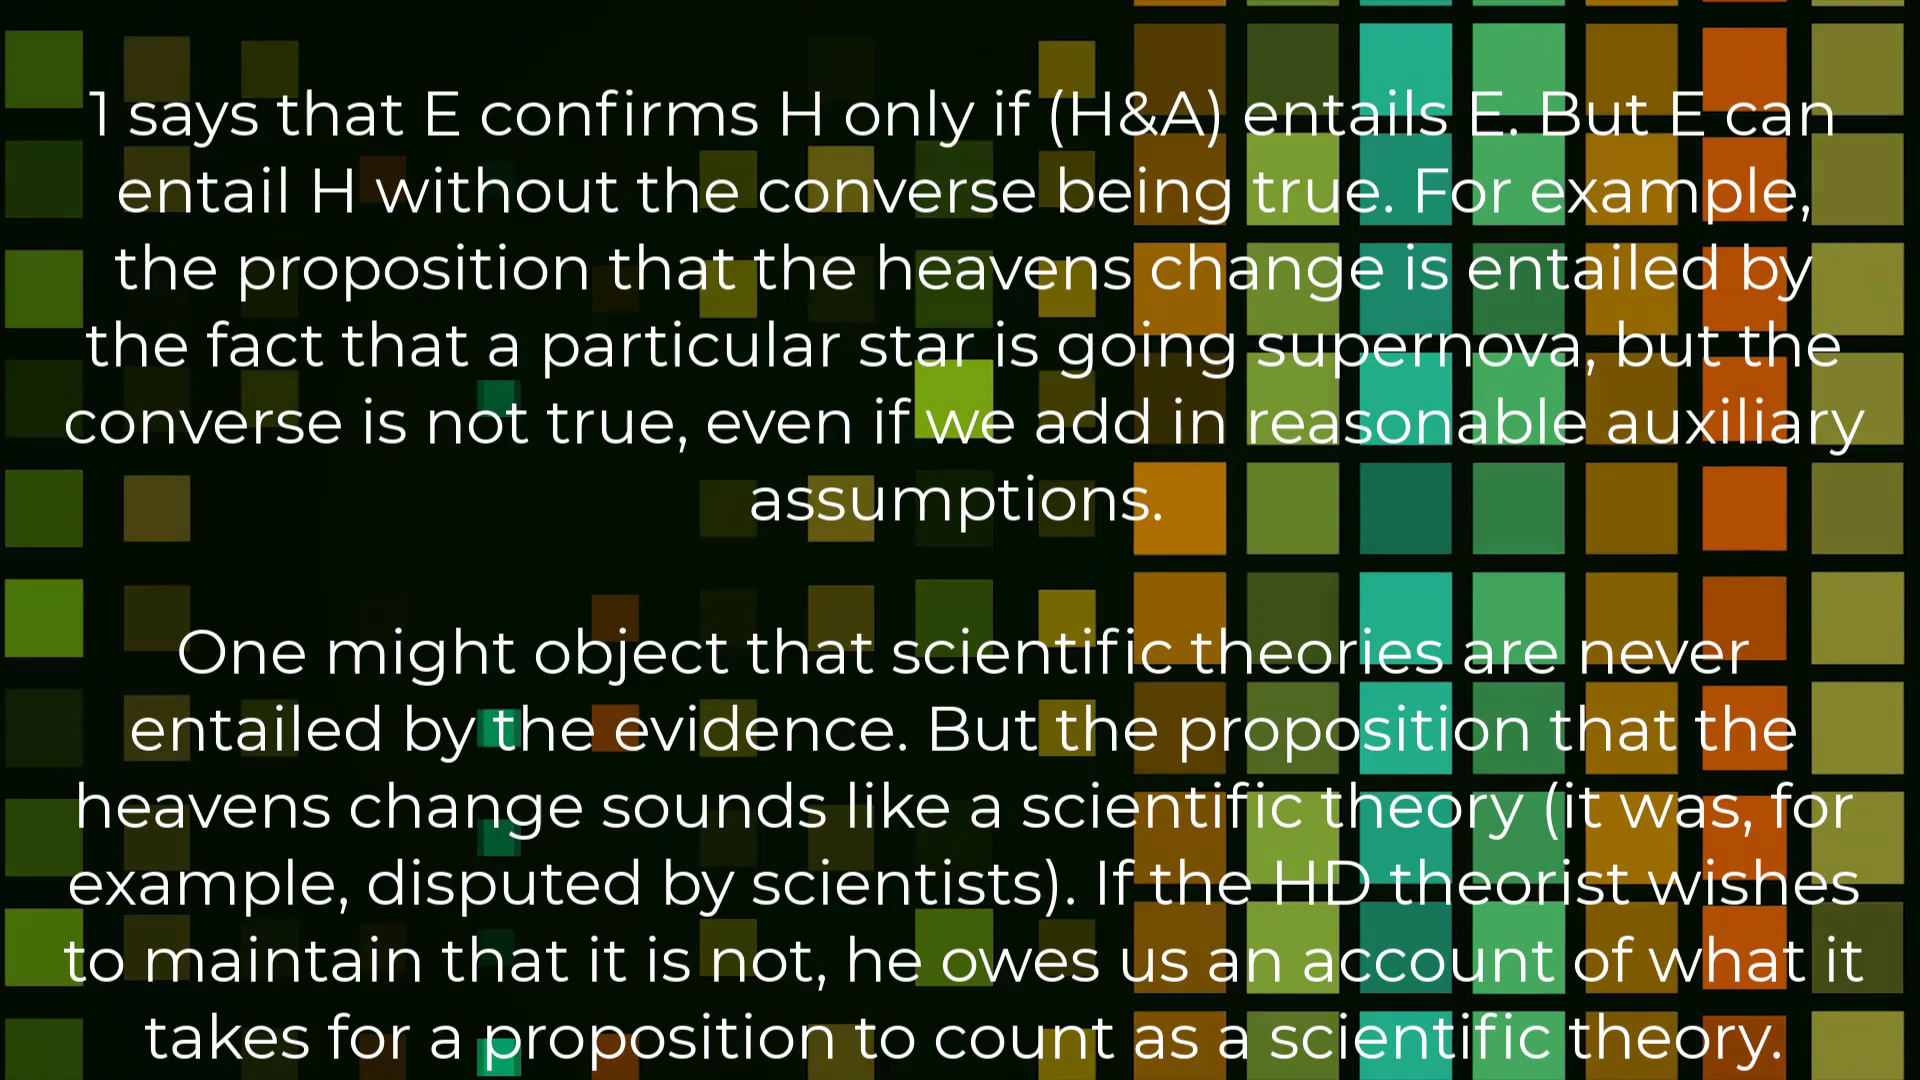 1 says that E confirms H only if (H&A) entails E. But E can
entail H without the converse being true. For example,
the proposition that the heavens change is entailed by
the fact that a particular star is going supernova, but the
converse is not true, even if we add in reasonable auxiliary
assumptions.
One might object that scientific theories are never
entailed by the evidence. But the proposition that the
heavens change sounds like a scientific theory (it was, for
example, disputed by scientists). If the HD theorist wishes
to maintain that it is not, he owes us an account of what it
takes for a proposition to count as a scientific theory.